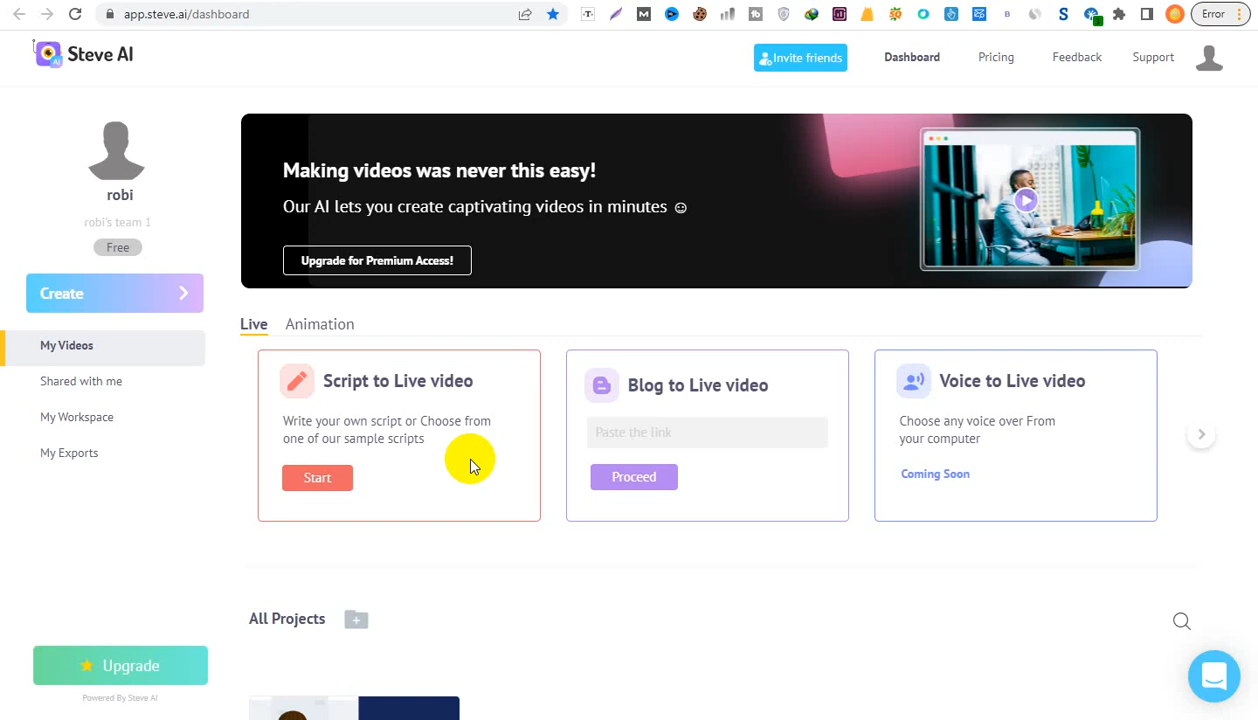 app.steve.ai/dashboard
Error
Steve AI
Invite friends
Dashboard
Pricing
Feedback
Support
robi
robi's team 1
Free
Create
My Videos
Shared with me
My Workspace
My Exports
Upgrade
Powered By Steve AI
Making videos was never this easy!
Our AI lets you create captivating videos in minutes ☺
Upgrade for Premium Access!
Live
Animation
Script to Live video
Write your own script or Choose from
one of our sample scripts
Start
Blog to Live video
Paste the link
Proceed
Voice to Live video
Choose any voice over From
your computer
Coming Soon
All Projects